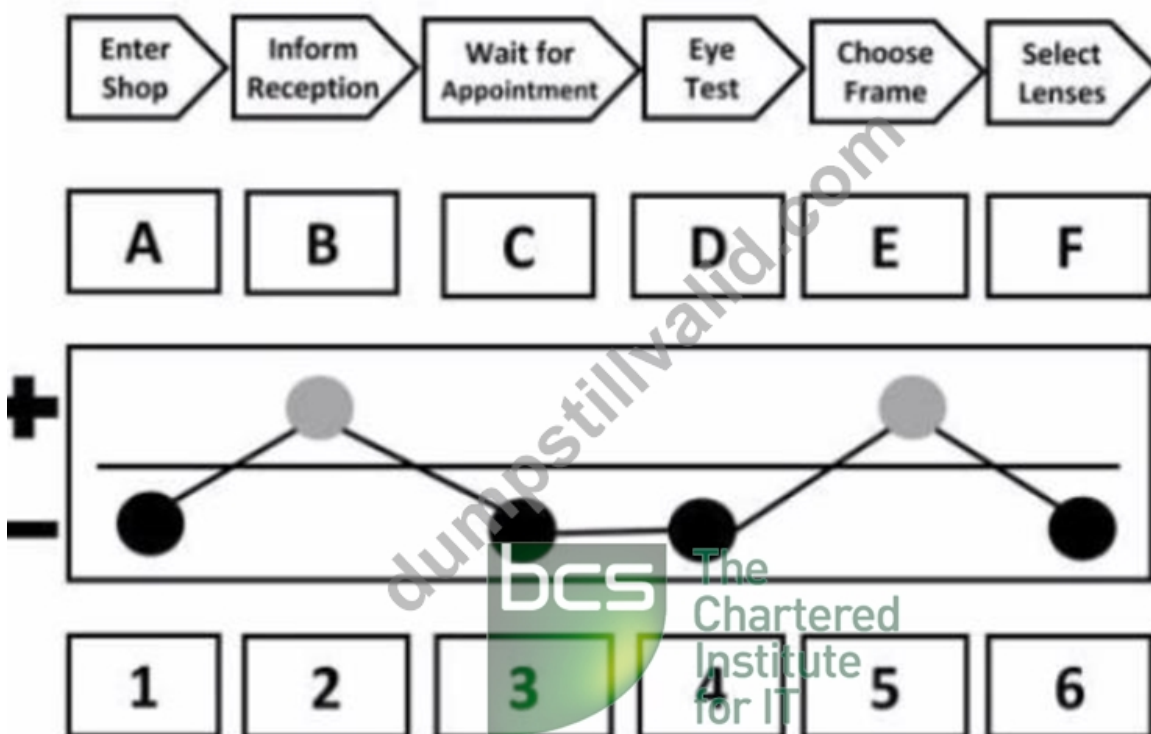 Enter
Shop
Inform
Reception
Wait for
Appointment
Eye
Test
Choose
Frame
Select
Lenses
A B C D E F
+
dumpstillvalid.com
−
bcs
The
Chartered
Institute
for IT
1 2 3 4 5 6